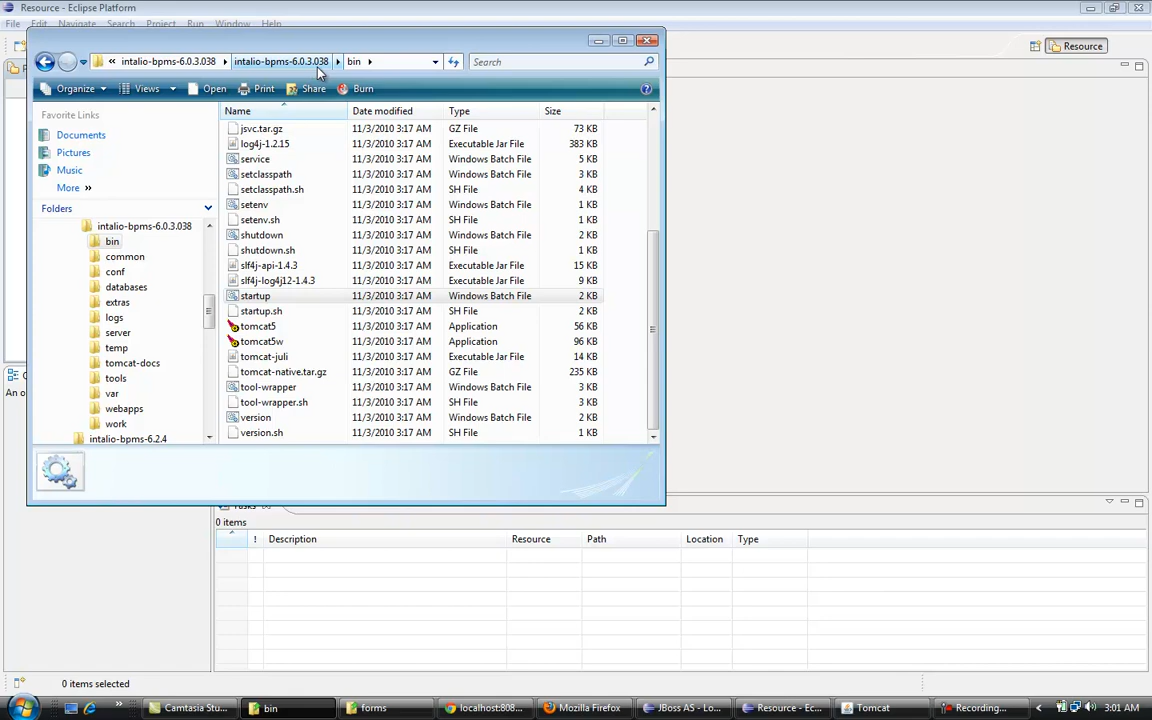 Resource - Eclipse Platform
File Edit Navigate Search Project Run Window Help
Resource
« intalio-bpms-6.0.3.038 intalio-bpms-6.0.3.038 bin
Search
Organize Views Open Print Share Burn
Favorite Links
Documents
Pictures
Music
More »
Folders
intalio-bpms-6.0.3.038
bin
common
conf
databases
extras
logs
server
temp
tomcat-docs
tools
var
webapps
work
intalio-bpms-6.2.4
Name Date modified Type Size
jsvc.tar.gz 11/3/2010 3:17 AM GZ File 73 KB
log4j-1.2.15 11/3/2010 3:17 AM Executable Jar File 383 KB
service 11/3/2010 3:17 AM Windows Batch File 5 KB
setclasspath 11/3/2010 3:17 AM Windows Batch File 3 KB
setclasspath.sh 11/3/2010 3:17 AM SH File 4 KB
setenv 11/3/2010 3:17 AM Windows Batch File 1 KB
setenv.sh 11/3/2010 3:17 AM SH File 1 KB
shutdown 11/3/2010 3:17 AM Windows Batch File 2 KB
shutdown.sh 11/3/2010 3:17 AM SH File 1 KB
slf4j-api-1.4.3 11/3/2010 3:17 AM Executable Jar File 15 KB
slf4j-log4j12-1.4.3 11/3/2010 3:17 AM Executable Jar File 9 KB
startup 11/3/2010 3:17 AM Windows Batch File 2 KB
startup.sh 11/3/2010 3:17 AM SH File 2 KB
tomcat5 11/3/2010 3:17 AM Application 56 KB
tomcat5w 11/3/2010 3:17 AM Application 96 KB
tomcat-juli 11/3/2010 3:17 AM Executable Jar File 14 KB
tomcat-native.tar.gz 11/3/2010 3:17 AM GZ File 235 KB
tool-wrapper 11/3/2010 3:17 AM Windows Batch File 3 KB
tool-wrapper.sh 11/3/2010 3:17 AM SH File 3 KB
version 11/3/2010 3:17 AM Windows Batch File 2 KB
version.sh 11/3/2010 3:17 AM SH File 1 KB
An o
Tasks
0 items
! Description Resource Path Location Type
0 items selected
» Camtasia Stu... bin forms localhost:808... Mozilla Firefox JBoss AS - Lo... Resource - Ec... Tomcat Recording... 3:01 AM